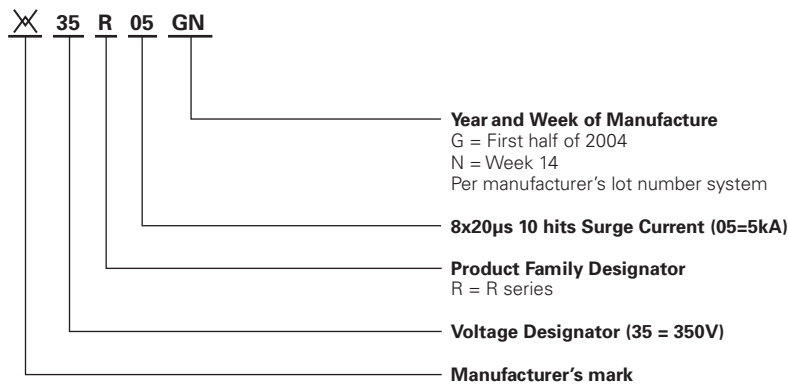 35 R 05 GN
Year and Week of Manufacture
G = First half of 2004
N = Week 14
Per manufacturer's lot number system
8x20µs 10 hits Surge Current (05=5kA)
Product Family Designator
R = R series
Voltage Designator (35 = 350V)
Manufacturer's mark